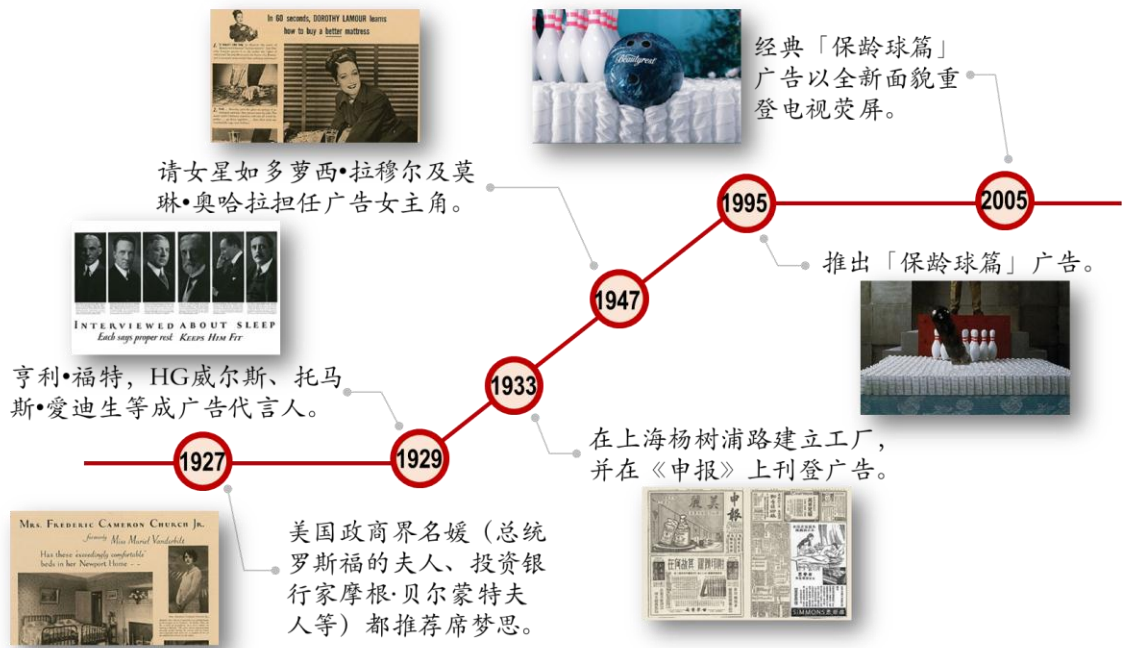 In 60 seconds, DOROTHY LAMOUR learns
how to buy a better mattress
Beautyrest
经典「保龄球篇」
广告以全新面貌重
登电视荧屏。
请女星如多萝西•拉穆尔及莫
琳•奥哈拉担任广告女主角。
1995
2005
推出「保龄球篇」广告。
1947
INTERVIEWED ABOUT SLEEP
Each says proper rest KEEPS HIM FIT
亨利•福特，HG威尔斯、托马
斯•愛迪生等成广告代言人。
1933
在上海杨树浦路建立工厂，
并在《申报》上刊登广告。
1927
1929
MRS. FREDERIC CAMERON CHURCH JR.
formerly Miss Muriel Vanderbilt
Has these exceedingly comfortable
beds in her Newport Home - -
美国政商界名媛（总统
罗斯福的夫人、投资银
行家摩根·贝尔蒙特夫
人等）都推荐席梦思。
申報
SIMMONS